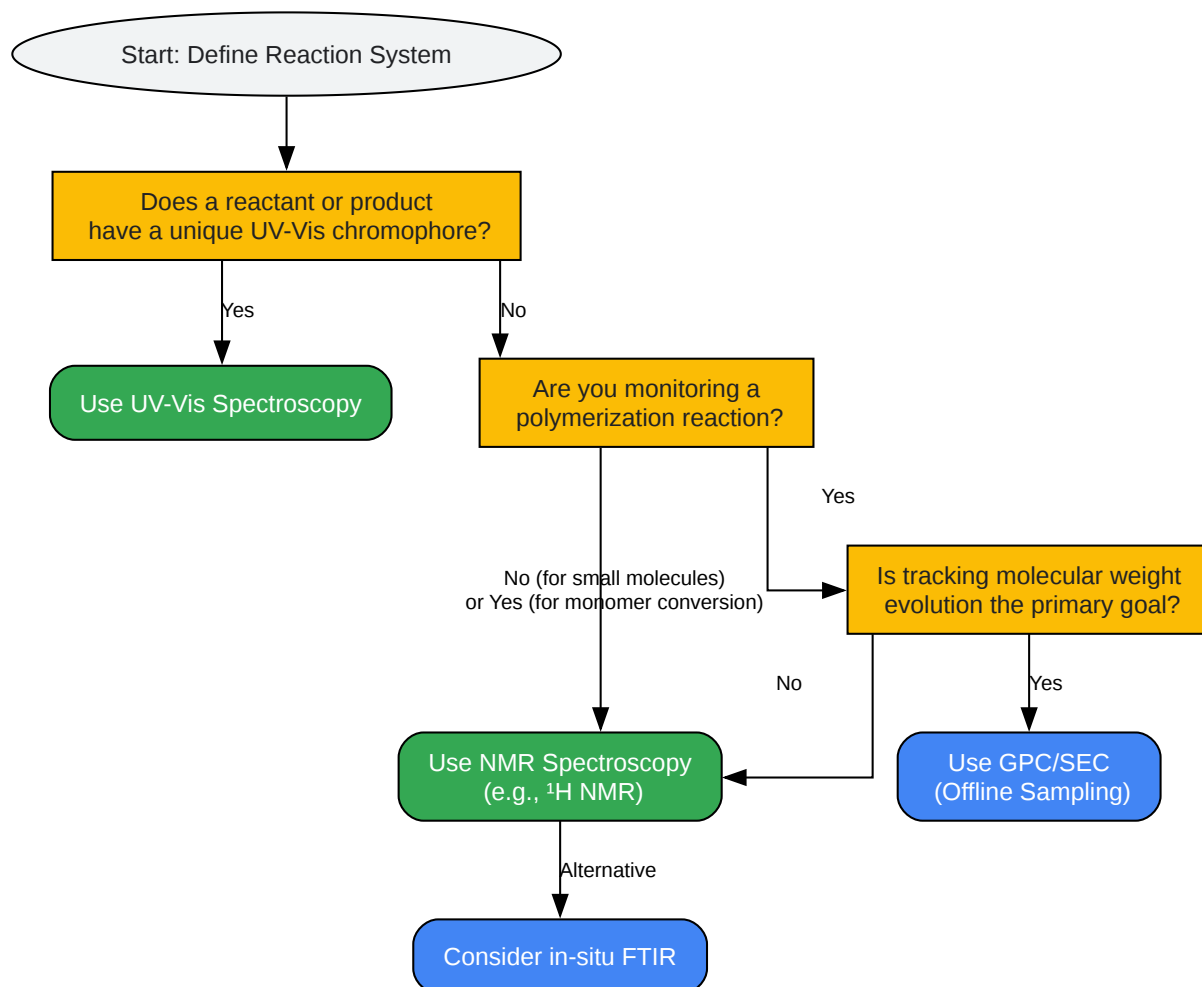 Start: Define Reaction System
Does a reactant or product
have a unique UV-Vis chromophore?
Yes
No
Use UV-Vis Spectroscopy
Are you monitoring a
polymerization reaction?
Yes
No (for small molecules)
or Yes (for monomer conversion)
Is tracking molecular weight
evolution the primary goal?
No
Yes
Use NMR Spectroscopy
(e.g., ¹H NMR)
Use GPC/SEC
(Offline Sampling)
Alternative
Consider in-situ FTIR